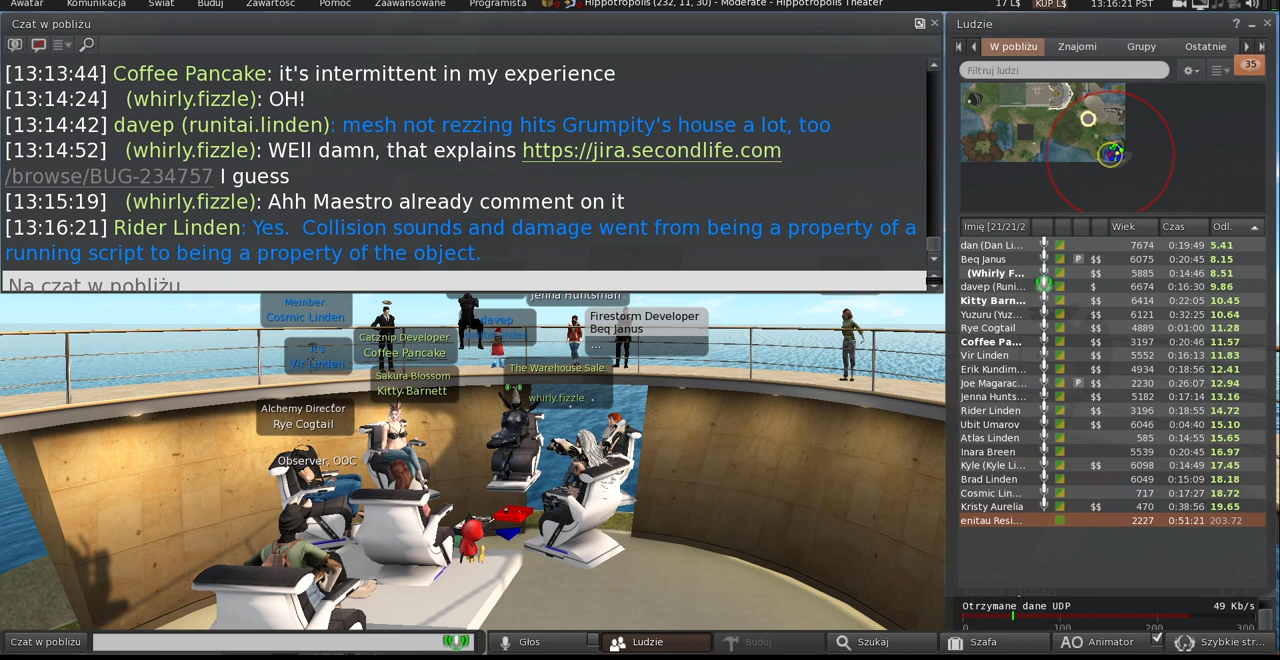 Awatar Komunikacja Świat Buduj Zawartość Pomoc Zaawansowane Programista Hippotropolis (232, 11, 30) - Moderate - Hippotropolis Theater 17 L$ KUP L$ 13:16:21 PST
Czat w pobliżu
[13:13:44] Coffee Pancake: it's intermittent in my experience
[13:14:24] (whirly.fizzle): OH!
[13:14:42] davep (runitai.linden): mesh not rezzing hits Grumpity's house a lot, too
[13:14:52] (whirly.fizzle): WEll damn, that explains https://jira.secondlife.com
/browse/BUG-234757 I guess
[13:15:19] (whirly.fizzle): Ahh Maestro already comment on it
[13:16:21] Rider Linden: Yes. Collision sounds and damage went from being a property of a
running script to being a property of the object.
Na czat w pobliżu
Ludzie
W pobliżu Znajomi Grupy Ostatnie
Filtruj ludzi
35
Imię [21/21/2 Wiek Czas Odl.
dan (Dan Li... 7674 0:19:49 5.41
Beq Janus P $$ 6075 0:20:45 8.15
(Whirly F... $$ 5885 0:14:46 8.51
davep (Runi... $ 6674 0:16:30 9.86
Kitty Barn... $$ 6414 0:22:05 10.45
Yuzuru (Yuz... $$ 6121 0:32:25 10.64
Rye Cogtail $$ 4889 0:01:00 11.28
Coffee Pa... $$ 3197 0:20:46 11.57
Vir Linden $$ 5552 0:16:13 11.83
Erik Kundim... $$ 4934 0:18:56 12.41
Joe Magarac... P $$ 2230 0:26:07 12.94
Jenna Hunts... $$ 5182 0:17:14 13.16
Rider Linden $$ 3196 0:18:55 14.72
Ubit Umarov $$ 6046 0:04:40 15.10
Atlas Linden 585 0:14:55 15.65
Inara Breen 5539 0:20:45 16.97
Kyle (Kyle Li... $$ 6098 0:14:49 17.45
Brad Linden 6049 0:15:09 18.18
Cosmic Lin... 717 0:17:27 18.72
Kristy Aurelia $$ 470 0:38:56 19.65
enitau Resi... 2227 0:51:21 203.72
Otrzymane dane UDP 49 Kb/s
0 100 200 300
Jenna Huntsman
Member
Cosmic Linden
davep
Firestorm Developer
Beq Janus
...
Catznip Developer
Coffee Pancake
Vir Linden
The Warehouse Sale
whirly.fizzle
Sakura Blossom
Kitty Barnett
Alchemy Director
Rye Cogtail
Observer, OOC
Czat w pobliżu Głos Ludzie Buduj Szukaj Szafa AO Animator Szybkie str...